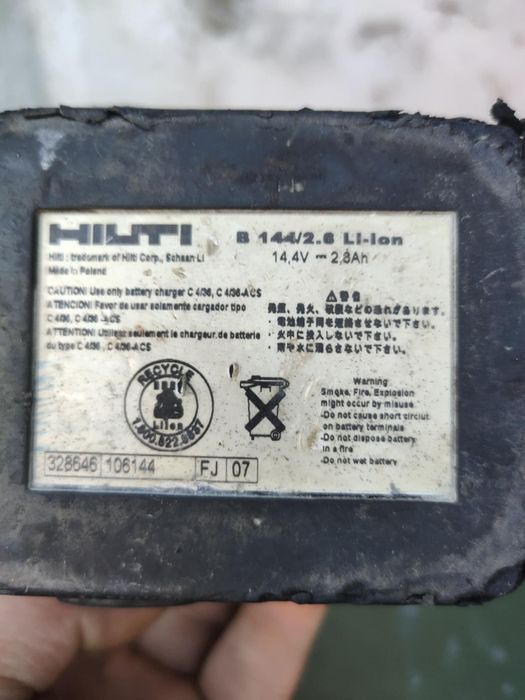 HILTI
B 144/2.6 Li-Ion
Hilti : trademark of Hilti Corp., Schaan LI
14,4V ⎓ 2,6Ah
Made in Poland
CAUTION: Use only battery charger C 4/36, C 4/36-ACS
ATENCION: Favor de usar solamente cargador tipo
C 4/36, C 4/36 -ACS
ATTENTION: Utilisez seulement le chargeur de batterie
du type C 4/36 , C 4/36-ACS
⚠警告
発煙、発火、破裂などの恐れがあります。
・電池端子間を短絡させないで下さい。
・火中に投入しないで下さい。
・雨や水に濡らさないで下さい。
RECYCLE
Li Ion
1.800.822.8837
Warning
Smoke, Fire, Explosion
might occur by misuse
-Do not cause short circiut
on battery terminals
-Do not dispose battery
in a fire
-Do not wet battery
328646 106144 FJ 07